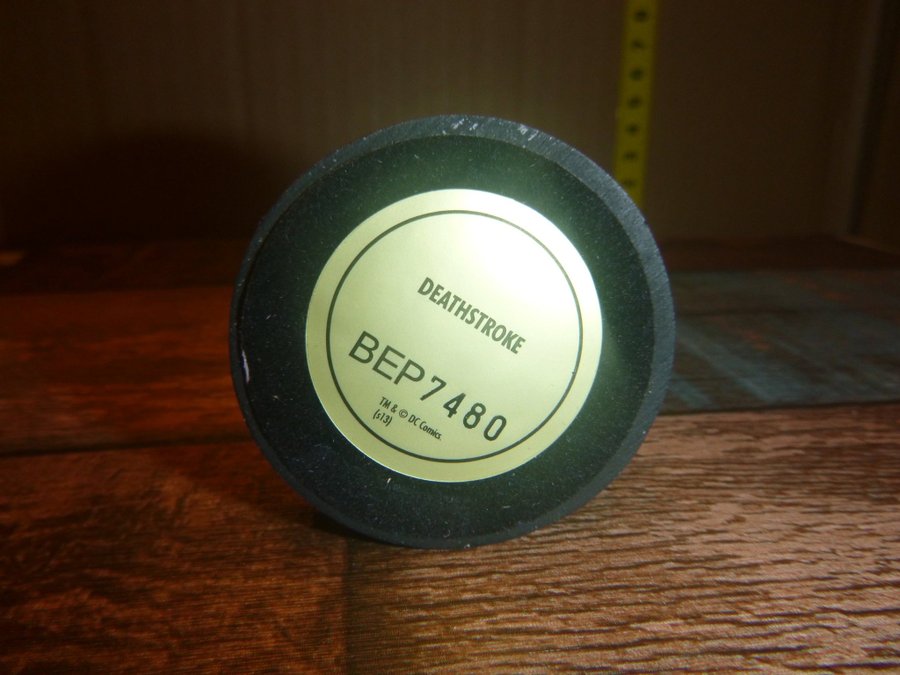 DEATHSTROKE
BEP7480
TM & © DC Comics.
(s13)